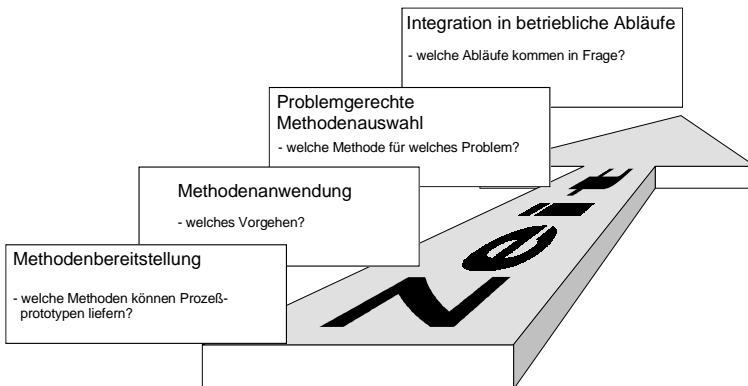 Integration in betriebliche Abläufe
- welche Abläufe kommen in Frage?
Problemgerechte
Methodenauswahl
- welche Methode für welches Problem?
Methodenanwendung
- welches Vorgehen?
Methodenbereitstellung
- welche Methoden können Prozeß-
prototypen liefern?
Zeit